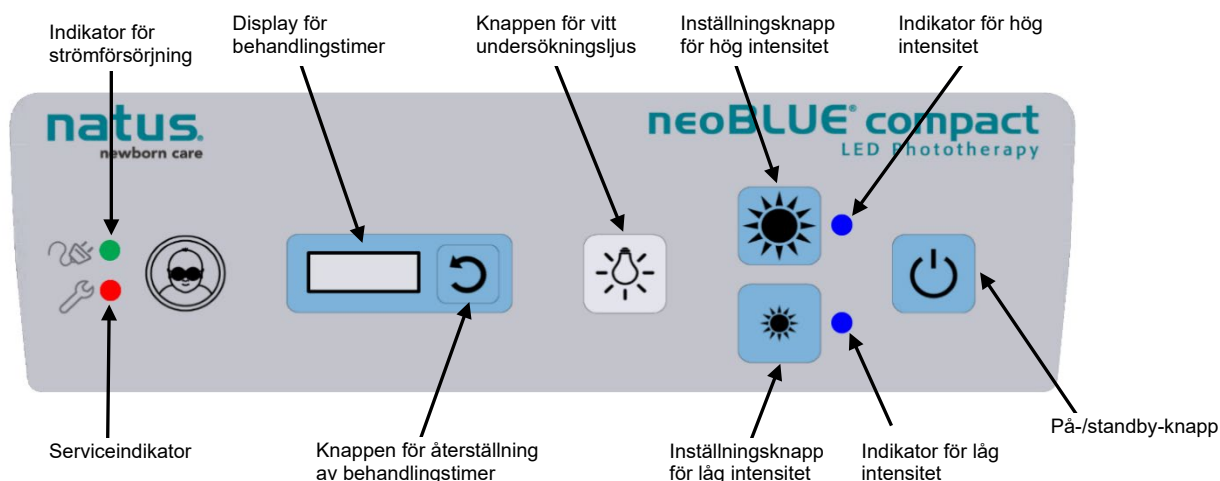 Indikator för
strömförsörjning
Display för
behandlingstimer
Knappen för vitt
undersökningsljus
Inställningsknapp
för hög intensitet
Indikator för hög
intensitet
natus.
newborn care
neoBLUE® compact
LED Phototherapy
Serviceindikator
Knappen för återställning
av behandlingstimer
Inställningsknapp
för låg intensitet
Indikator för låg
intensitet
På-/standby-knapp